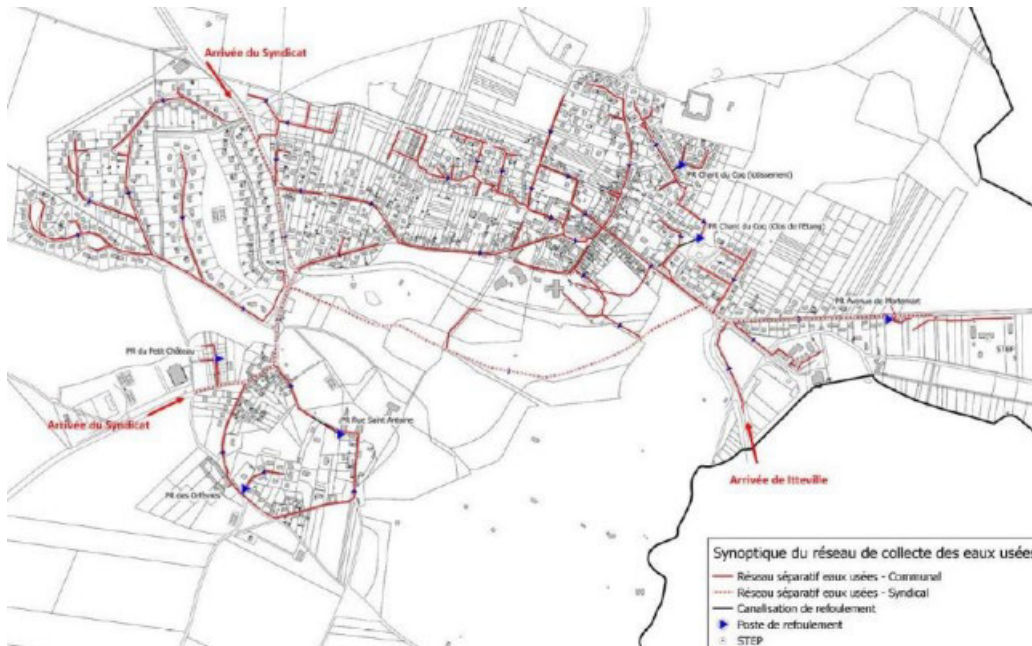 Arrivée du Syndicat
PR Chant du Coq (lotissement)
PR Chant du Coq (Clos de l'Etang)
PR Avenue de Mortemart
STEP
PR du Petit Château
Arrivée du Syndicat
PR Rue Saint Antoine
PR des Orfèvres
Arrivée de Itteville
Synoptique du réseau de collecte des eaux usées
Réseau séparatif eaux usées - Communal
Réseau séparatif eaux usées - Syndical
Canalisation de refoulement
Poste de refoulement
STEP